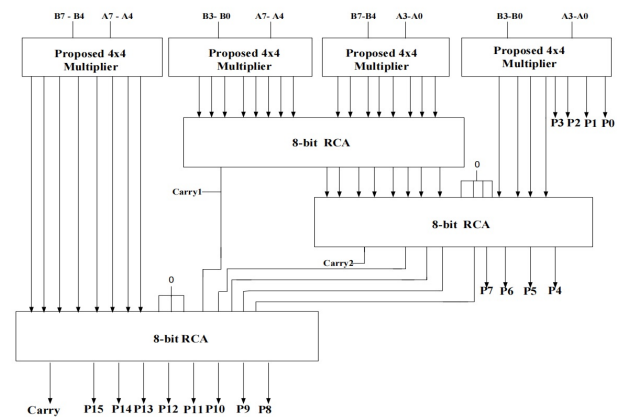 B7 - B4 A7 - A4 B3- B0 A7- A4 B7-B4 A3-A0 B3-B0 A3-A0
Proposed 4x4
Multiplier
Proposed 4x4
Multiplier
Proposed 4x4
Multiplier
Proposed 4x4
Multiplier
P3 P2 P1 P0
8-bit RCA
0
Carry1
8-bit RCA
Carry2
0
P7 P6 P5 P4
8-bit RCA
Carry P15 P14 P13 P12 P11 P10 P9 P8